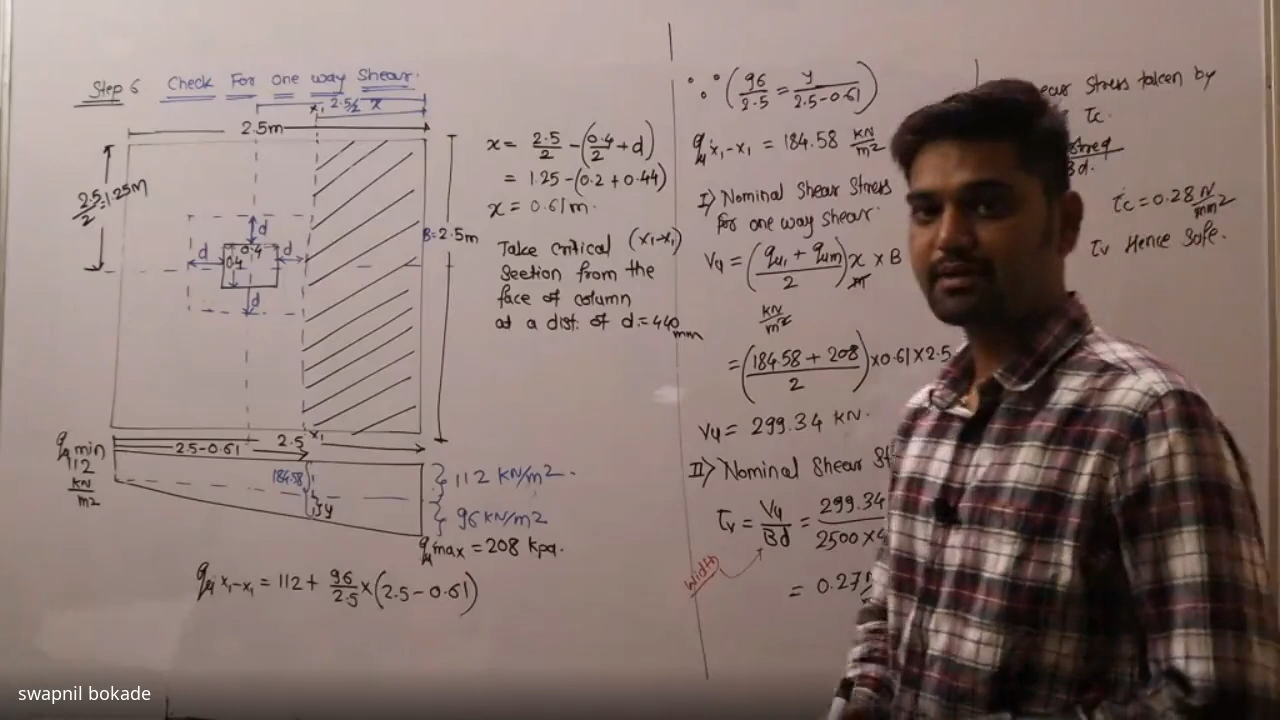 Step 6 Check For one way Shear.
x₁ 2.5/2 x
2.5m
2.5/2 = 1.25m
d
d 0.4 d
0.4
d
B=2.5m
x₁
2.5-0.61 2.5
qu min
112
KN/m²
184.58
y
} 112 KN/m²
} 96 KN/m²
qu max = 208 Kpa.
qu x₁-x₁ = 112 + 96/2.5 × (2.5 - 0.61)
x = 2.5/2 - (0.4/2 + d)
= 1.25 - (0.2 + 0.44)
x = 0.61m.
Take critical (x₁-x₁)
Section from the
face of column
at a dist. of d = 440 mm
∴ (96/2.5 = y/(2.5-0.61))
qu x₁-x₁ = 184.58 KN/m²
I) Nominal Shear Stress
for one way shear.
Vu = (qu₁ + qum / 2) x × B
m
KN/m²
= (184.58 + 208 / 2) × 0.61 × 2.5
Vu = 299.34 KN.
II) Nominal Shear
τv = Vu/Bd = 299.34 / 2500 ×
Width
= 0.27
Stress taken by
τc.
τc = 0.28 N/mm²
τv Hence Safe.
swapnil bokade